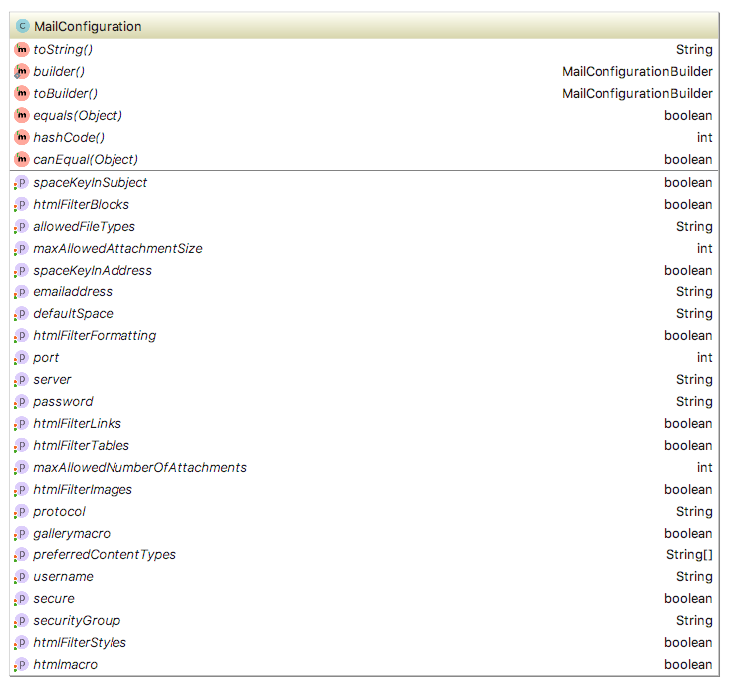 C MailConfiguration
m toString() String
m builder() MailConfigurationBuilder
m toBuilder() MailConfigurationBuilder
m equals(Object) boolean
m hashCode() int
m canEqual(Object) boolean
p spaceKeyInSubject boolean
p htmlFilterBlocks boolean
p allowedFileTypes String
p maxAllowedAttachmentSize int
p spaceKeyInAddress boolean
p emailaddress String
p defaultSpace String
p htmlFilterFormatting boolean
p port int
p server String
p password String
p htmlFilterLinks boolean
p htmlFilterTables boolean
p maxAllowedNumberOfAttachments int
p htmlFilterImages boolean
p protocol String
p gallerymacro boolean
p preferredContentTypes String[]
p username String
p secure boolean
p securityGroup String
p htmlFilterStyles boolean
p htmlmacro boolean